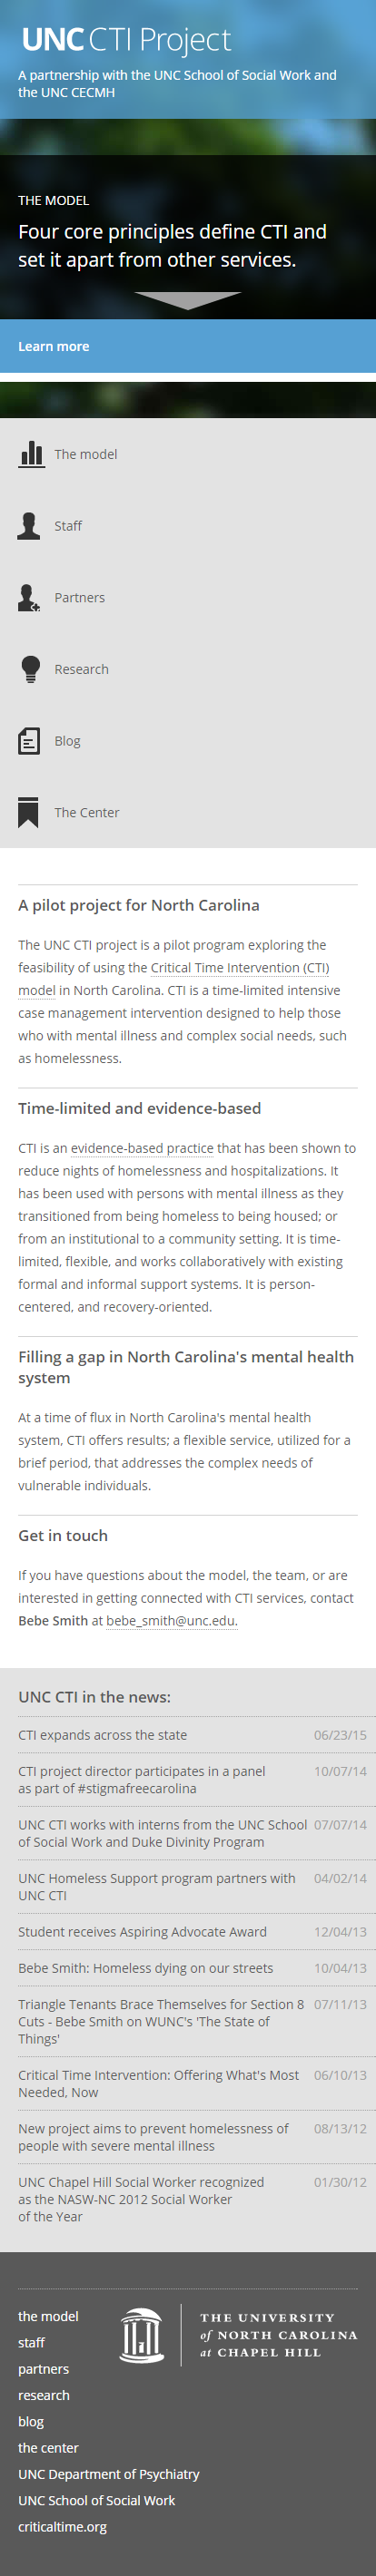 UNC CTI Project
A partnership with the UNC School of Social Work and
the UNC CECMH
THE MODEL
Four core principles define CTI and
set it apart from other services.
Learn more
The model
Staff
Partners
Research
Blog
The Center
A pilot project for North Carolina
The UNC CTI project is a pilot program exploring the
feasibility of using the Critical Time Intervention (CTI)
model in North Carolina. CTI is a time-limited intensive
case management intervention designed to help those
who with mental illness and complex social needs, such
as homelessness.
Time-limited and evidence-based
CTI is an evidence-based practice that has been shown to
reduce nights of homelessness and hospitalizations. It
has been used with persons with mental illness as they
transitioned from being homeless to being housed; or
from an institutional to a community setting. It is time-
limited, flexible, and works collaboratively with existing
formal and informal support systems. It is person-
centered, and recovery-oriented.
Filling a gap in North Carolina's mental health
system
At a time of flux in North Carolina's mental health
system, CTI offers results; a flexible service, utilized for a
brief period, that addresses the complex needs of
vulnerable individuals.
Get in touch
If you have questions about the model, the team, or are
interested in getting connected with CTI services, contact
Bebe Smith at bebe_smith@unc.edu.
UNC CTI in the news:
CTI expands across the state 06/23/15
CTI project director participates in a panel 10/07/14
as part of #stigmafreecarolina
UNC CTI works with interns from the UNC School 07/07/14
of Social Work and Duke Divinity Program
UNC Homeless Support program partners with 04/02/14
UNC CTI
Student receives Aspiring Advocate Award 12/04/13
Bebe Smith: Homeless dying on our streets 10/04/13
Triangle Tenants Brace Themselves for Section 8 07/11/13
Cuts - Bebe Smith on WUNC's 'The State of
Things'
Critical Time Intervention: Offering What's Most 06/10/13
Needed, Now
New project aims to prevent homelessness of 08/13/12
people with severe mental illness
UNC Chapel Hill Social Worker recognized 01/30/12
as the NASW-NC 2012 Social Worker
of the Year
the model
staff
partners
research
blog
the center
UNC Department of Psychiatry
UNC School of Social Work
criticaltime.org
THE UNIVERSITY
of NORTH CAROLINA
at CHAPEL HILL